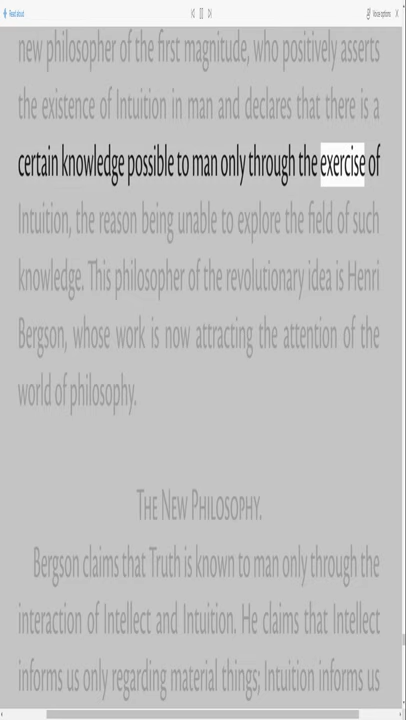 Read aloud
Voice options
new philosopher of the first magnitude, who positively asserts
the existence of Intuition in man and declares that there is a
certain knowledge possible to man only through the exercise of
Intuition, the reason being unable to explore the field of such
knowledge. This philosopher of the revolutionary idea is Henri
Bergson, whose work is now attracting the attention of the
world of philosophy.
The New Philosophy.
Bergson claims that Truth is known to man only through the
interaction of Intellect and Intuition. He claims that Intellect
informs us only regarding material things; Intuition informs us